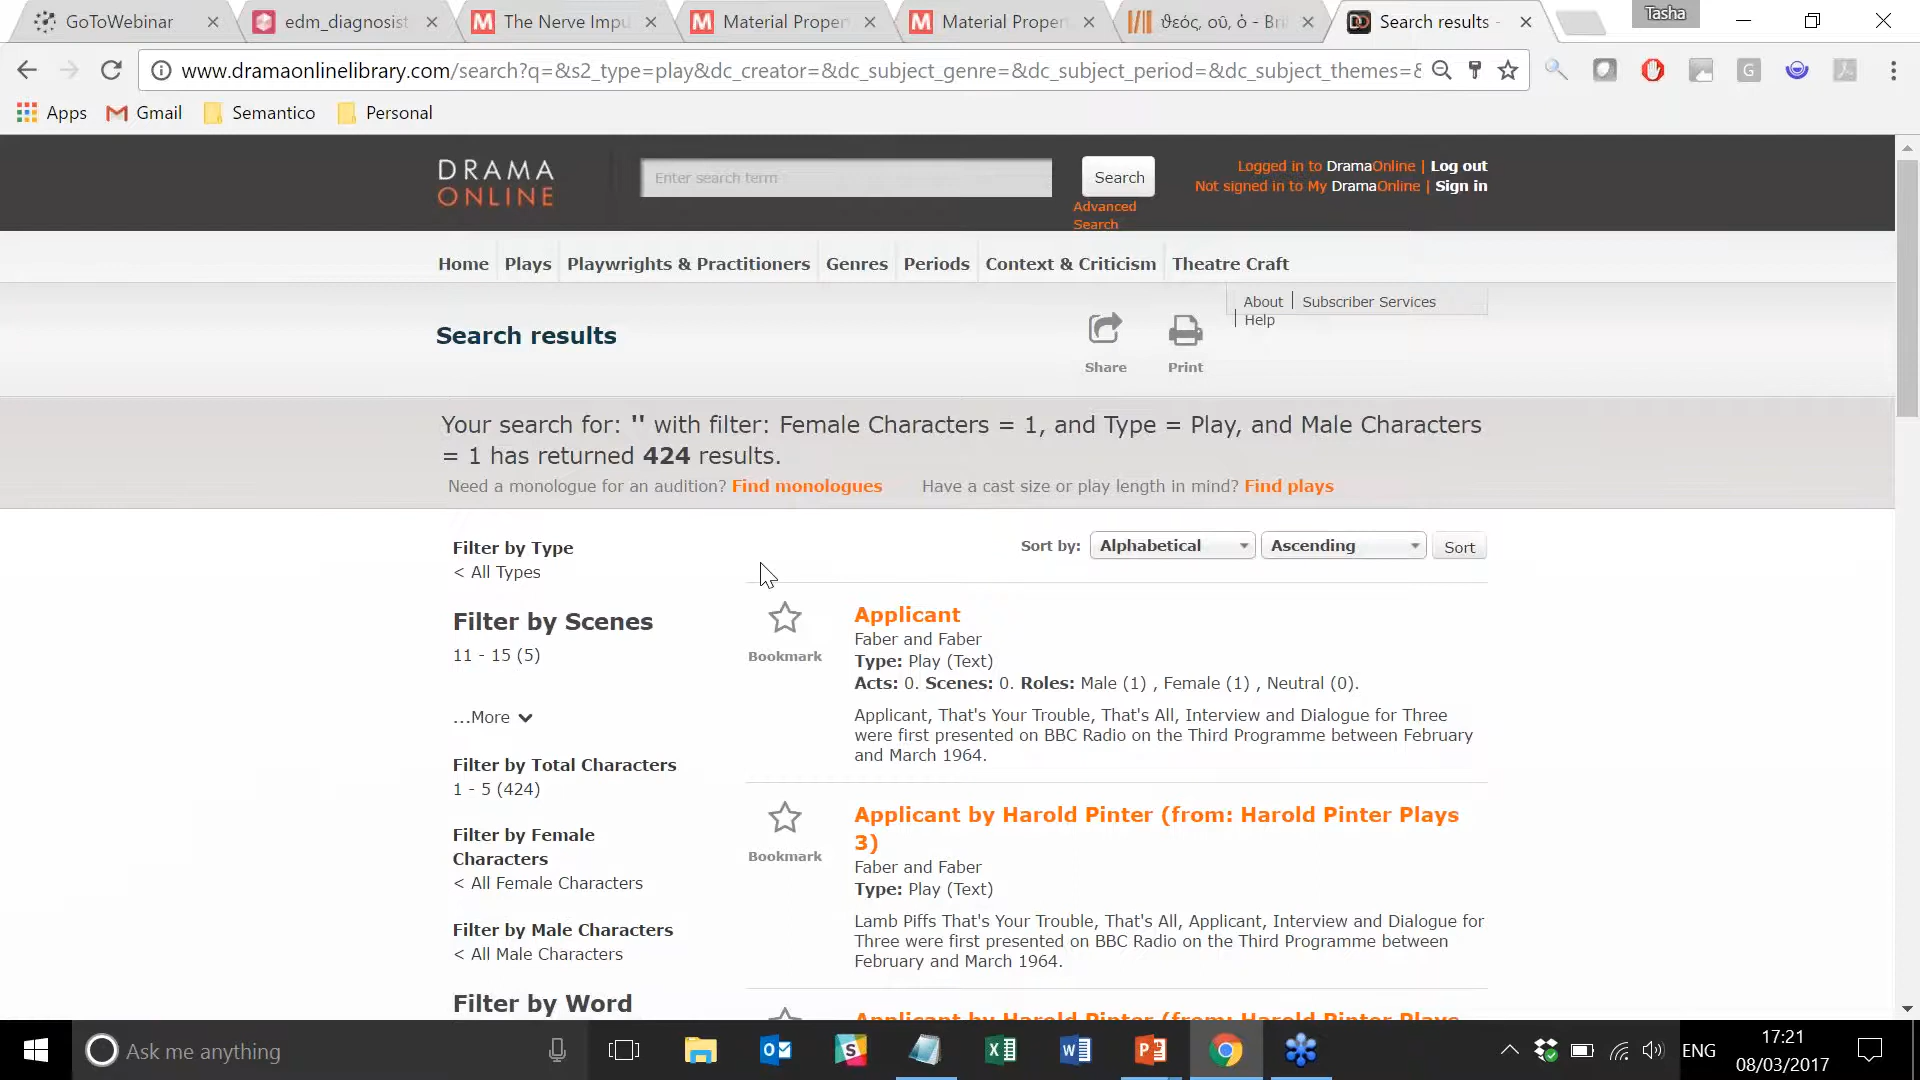 GoToWebinar
edm_diagnosist
The Nerve Impu
Material Proper
Material Proper
θεός, οῦ, ὁ - Bri
Search results -
Tasha
www.dramaonlinelibrary.com/search?q=&s2_type=play&dc_creator=&dc_subject_genre=&dc_subject_period=&dc_subject_themes=&
Apps
Gmail
Semantico
Personal
DRAMA
ONLINE
Enter search term
Search
Advanced
Search
Logged in to DramaOnline | Log out
Not signed in to My DramaOnline | Sign in
Home
Plays
Playwrights & Practitioners
Genres
Periods
Context & Criticism
Theatre Craft
About | Subscriber Services
| Help
Search results
Share
Print
Your search for: '' with filter: Female Characters = 1, and Type = Play, and Male Characters
= 1 has returned 424 results.
Need a monologue for an audition? Find monologues
Have a cast size or play length in mind? Find plays
Filter by Type
< All Types
Filter by Scenes
11 - 15 (5)
...More
Filter by Total Characters
1 - 5 (424)
Filter by Female
Characters
< All Female Characters
Filter by Male Characters
< All Male Characters
Filter by Word
Sort by:
Alphabetical
Ascending
Sort
Bookmark
Applicant
Faber and Faber
Type: Play (Text)
Acts: 0. Scenes: 0. Roles: Male (1) , Female (1) , Neutral (0).
Applicant, That's Your Trouble, That's All, Interview and Dialogue for Three
were first presented on BBC Radio on the Third Programme between February
and March 1964.
Bookmark
Applicant by Harold Pinter (from: Harold Pinter Plays
3)
Faber and Faber
Type: Play (Text)
Lamb Piffs That's Your Trouble, That's All, Applicant, Interview and Dialogue for
Three were first presented on BBC Radio on the Third Programme between
February and March 1964.
Applicant by Harold Pinter (from: Harold Pinter Plays
Ask me anything
ENG
17:21
08/03/2017